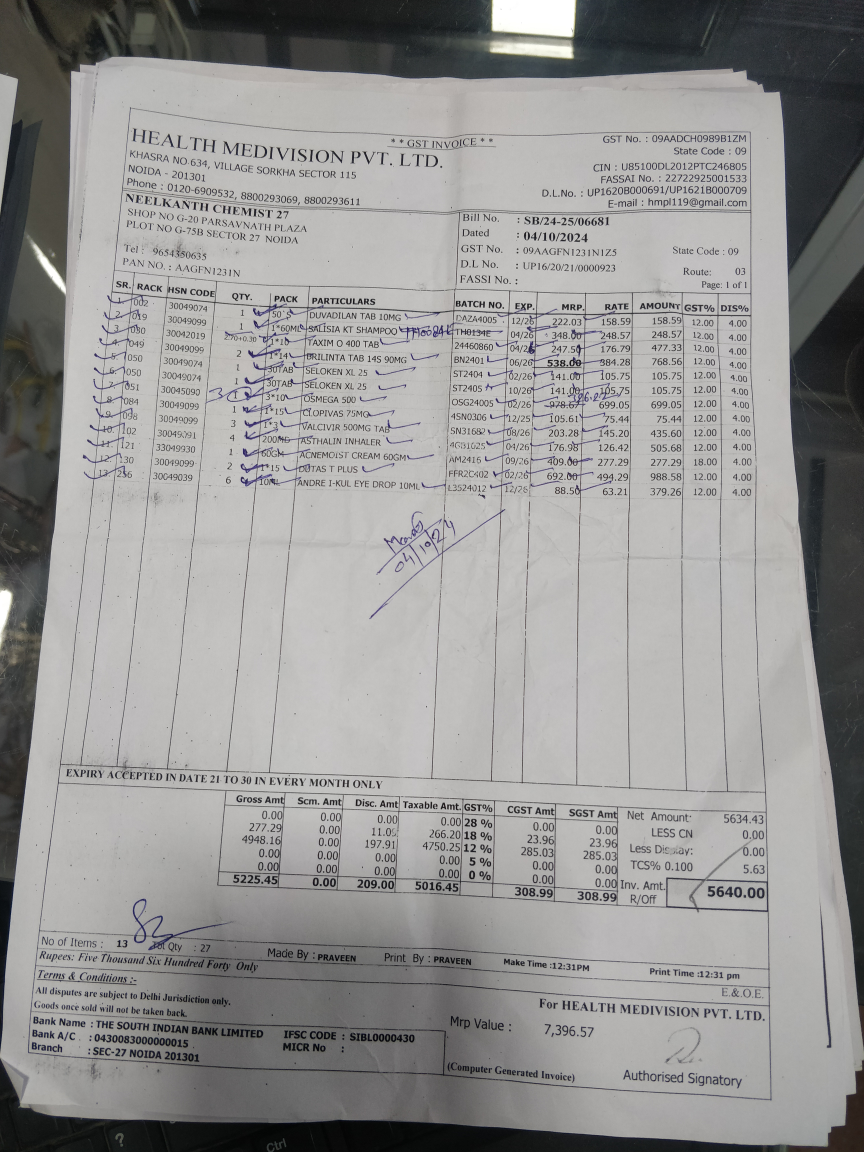 ** GST INVOICE **
HEALTH MEDIVISION PVT. LTD.
KHASRA NO 634, VILLAGE SORKHA SECTOR 115
NOIDA - 201301
Phone : 0120-6909532, 8800293069, 8800293611
GST No. : 09AADCH0989B1ZM
State Code : 09
CIN : U85100DL2012PTC246805
FASSAI No. : 22722925001533
D.L.No. : UP1620B000691/UP1621B000709
E-mail : hmpl119@gmail.com
NEELKANTH CHEMIST 27
SHOP NO G-20 PARSAVNATH PLAZA
PLOT NO G-75B SECTOR 27 NOIDA
Tel : 9654350635
PAN NO. : AAGFN1231N
Bill No. : SB/24-25/06681
Dated : 04/10/2024
GST No. : 09AAGFN1231N1Z5 State Code : 09
D.L No. : UP16/20/21/0000923
Route: 03
FASSI No. :
Page: 1 of 1
SR. RACK HSN CODE QTY. PACK PARTICULARS BATCH NO. EXP. MRP. RATE AMOUNT GST% DIS%
1. 002 30049074 1 50'S DUVADILAN TAB 10MG DAZA4005 12/26 222.03 158.59 158.59 12.00 4.00
2. 019 30049099 1 1*60ML SALISIA KT SHAMPOO TH0134E 04/26 348.00 248.57 248.57 12.00 4.00
3. 030 30042019 2.70+0.30 1*10 TAXIM O 400 TAB 24460860 247.50 176.79 477.33 12.00 4.00
4. 049 30049099 2 1*14 BRILINTA TAB 14S 90MG BN2401 06/26 538.00 384.28 768.56 12.00 4.00
5. 050 30049074 1 30TAB SELOKEN XL 25 ST2404 02/26 141.00 105.75 105.75 12.00 4.00
6. 050 30049074 1 30TAB SELOKEN XL 25 ST2405 10/26 141.00 105.75 105.75 12.00 4.00
7. 051 30045090 3*10 OSMEGA 500 OSG24005 02/26 699.05 699.05 12.00 4.00
8. 084 30049099 1 1*15 CLOPIVAS 75MG 4SN0306 12/25 105.61 75.44 75.44 12.00 4.00
9. 098 30049099 3 1*3 VALCIVIR 500MG TAB SN31682 08/26 203.28 145.20 435.60 12.00 4.00
10. 102 30049091 4 200MD ASTHALIN INHALER 04/26 176.98 126.42 505.68 12.00 4.00
11. 121 33049930 1 60GM ACNEMOIST CREAM 60GM AM2416 09/26 409.00 277.29 277.29 18.00 4.00
12. 130 30049099 2 1*15 DUTAS T PLUS FFR2C402 02/26 692.00 494.29 988.58 12.00 4.00
13. 256 30049039 6 10ML ANDRE I-KUL EYE DROP 10ML L3524012 12/26 88.50 63.21 379.26 12.00 4.00
04/10/24
EXPIRY ACCEPTED IN DATE 21 TO 30 IN EVERY MONTH ONLY
Gross Amt Scm. Amt Disc. Amt Taxable Amt. GST% CGST Amt SGST Amt
0.00 0.00 0.00 0.00 28 % 0.00 0.00
277.29 0.00 11.09 266.20 18 % 23.96 23.96
4948.16 0.00 197.91 4750.25 12 % 285.03 285.03
0.00 0.00 0.00 0.00 5 % 0.00 0.00
0.00 0.00 0.00 0.00 0 % 0.00 0.00
5225.45 0.00 209.00 5016.45 308.99 308.99
Net Amount: 5634.43
LESS CN 0.00
Less Display: 0.00
TCS% 0.100 5.63
Inv. Amt. 5640.00
R/Off
No of Items : 13 Tot Qty : 27 Made By : PRAVEEN Print By : PRAVEEN Make Time :12:31PM Print Time :12:31 pm
Rupees: Five Thousand Six Hundred Forty Only
E.&.O.E.
Terms & Conditions :-
All disputes are subject to Delhi Jurisdiction only.
Goods once sold will not be taken back.
Bank Name : THE SOUTH INDIAN BANK LIMITED IFSC CODE : SIBL0000430
Bank A/C : 0430083000000015 MICR No :
Branch : SEC-27 NOIDA 201301
For HEALTH MEDIVISION PVT. LTD.
Mrp Value : 7,396.57
(Computer Generated Invoice)
Authorised Signatory
?
Ctrl